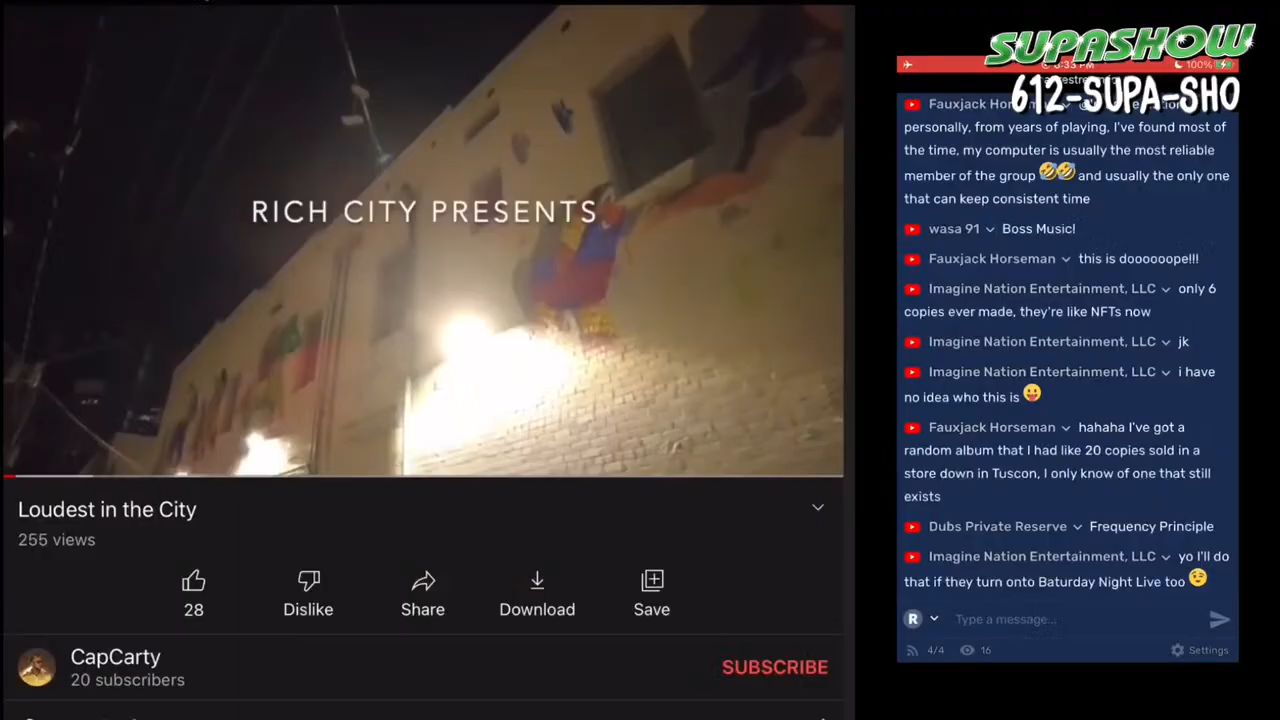 RICH CITY PRESENTS
Loudest in the City
255 views
28
Dislike
Share
Download
Save
CapCarty
20 subscribers
SUBSCRIBE
SUPASHOW
100%
612-SUPA-SHO
Fauxjack
personally, from years of playing, I've found most of
the time, my computer is usually the most reliable
member of the group 🤣🤣 and usually the only one
that can keep consistent time
wasa 91 Boss Music!
Fauxjack Horseman this is doooooope!!!
Imagine Nation Entertainment, LLC only 6
copies ever made, they're like NFTs now
Imagine Nation Entertainment, LLC jk
Imagine Nation Entertainment, LLC i have
no idea who this is 😛
Fauxjack Horseman hahaha I've got a
random album that I had like 20 copies sold in a
store down in Tuscon, I only know of one that still
exists
Dubs Private Reserve Frequency Principle
Imagine Nation Entertainment, LLC yo I'll do
that if they turn onto Baturday Night Live too 😉
R Type a message...
4/4 16 Settings